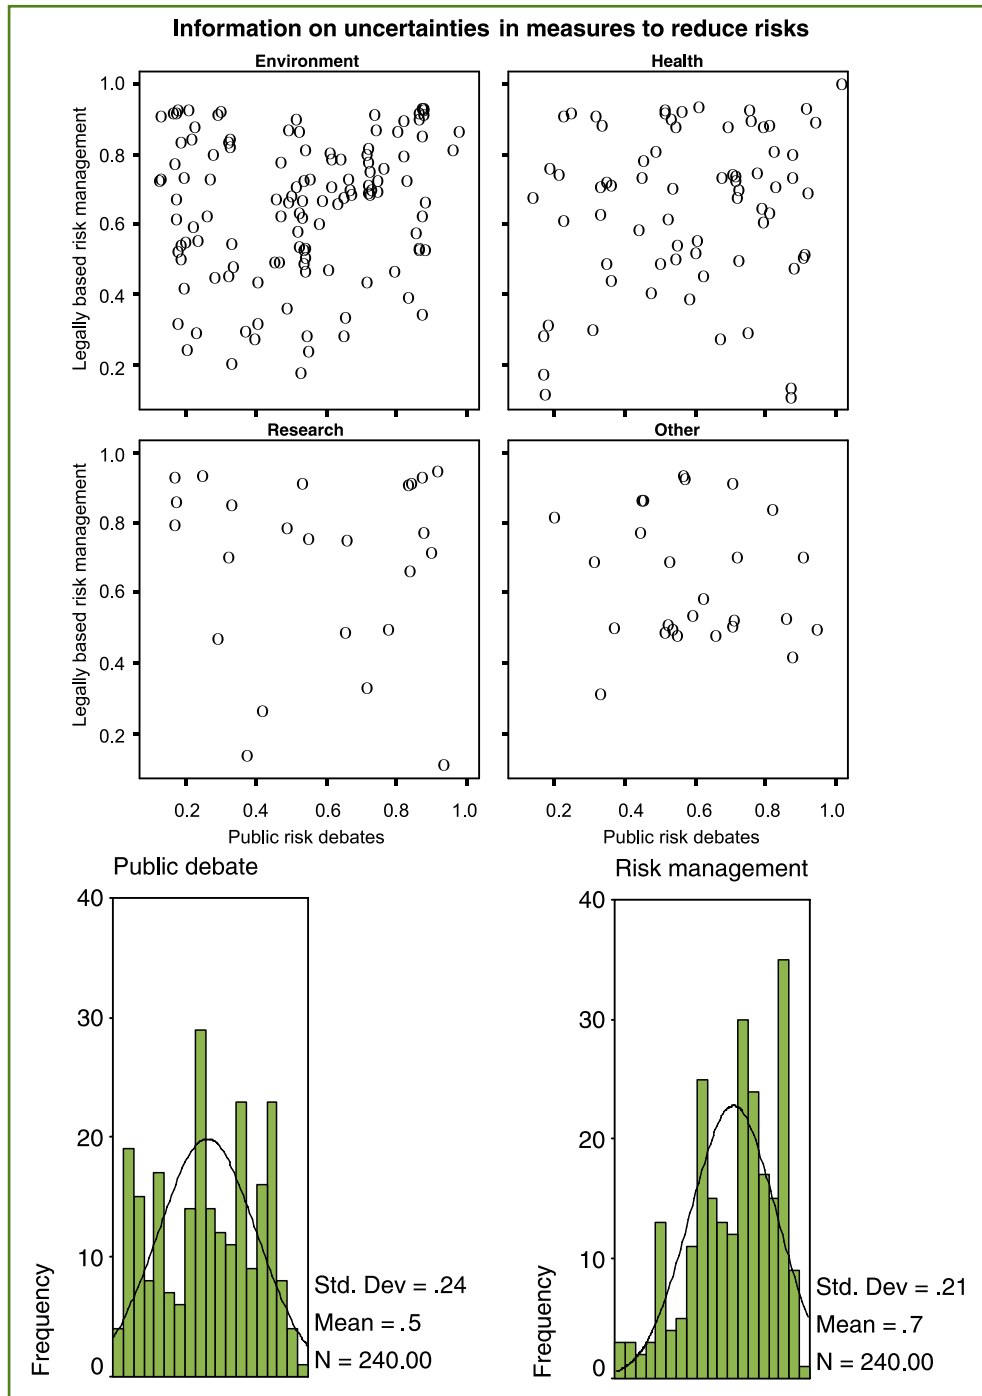 Information on uncertainties in measures to reduce risks
Environment
Health
Legally based risk management
1.0
0.8
0.6
0.4
0.2
Research
Other
Legally based risk management
1.0
0.8
0.6
0.4
0.2
0.2 0.4 0.6 0.8 1.0
0.2 0.4 0.6 0.8 1.0
Public risk debates
Public risk debates
Public debate
40
30
20
10
0
Frequency
Std. Dev = .24
Mean = .5
N = 240.00
Risk management
40
30
20
10
0
Frequency
Std. Dev = .21
Mean = .7
N = 240.00